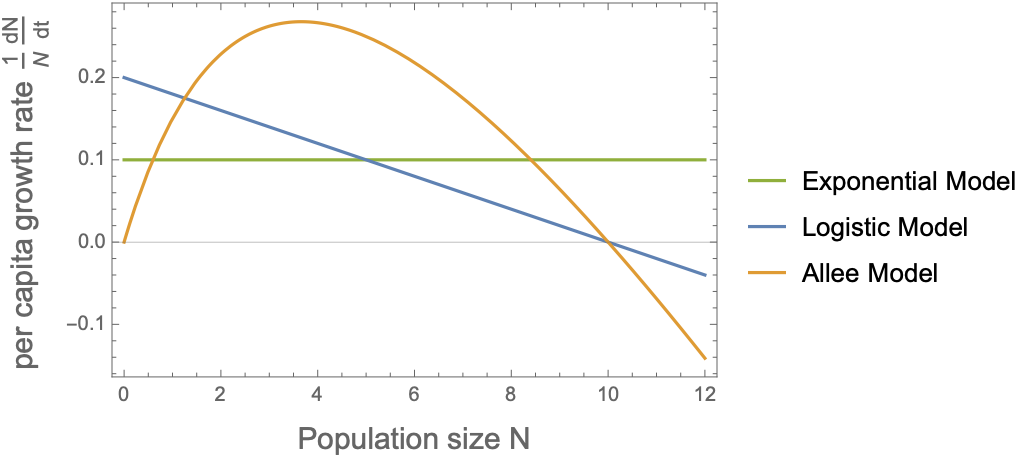 per capita growth rate 1/N dN/dt
0.2
0.1
0.0
−0.1
0 2 4 6 8 10 12
Population size N
Exponential Model
Logistic Model
Allee Model